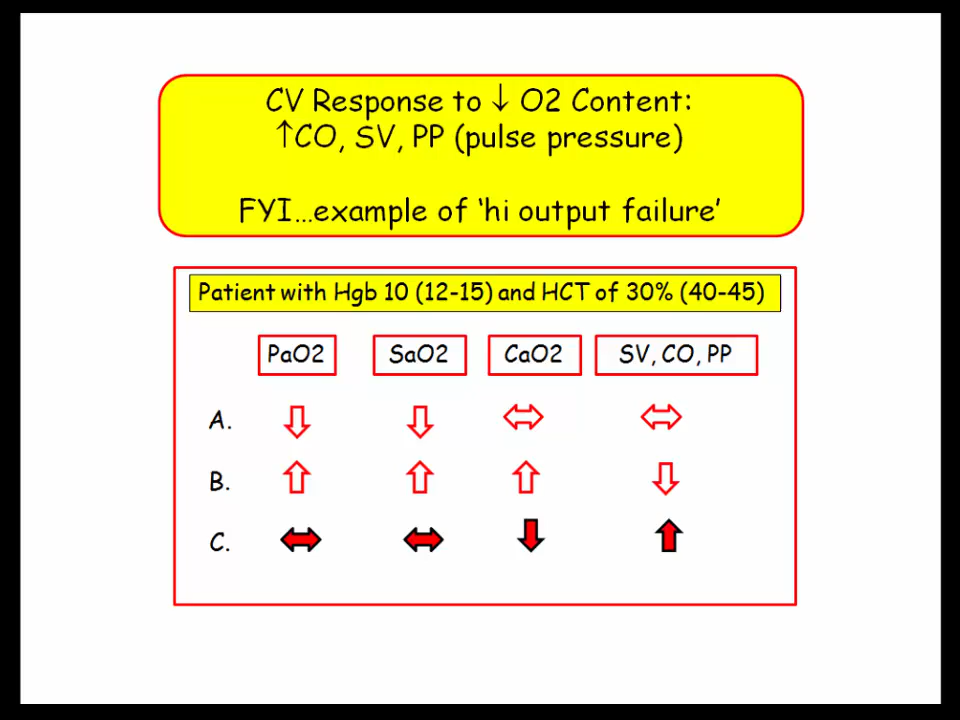 CV Response to ↓ O2 Content:
↑CO, SV, PP (pulse pressure)
FYI…example of ‘hi output failure’
Patient with Hgb 10 (12-15) and HCT of 30% (40-45)
PaO2 SaO2 CaO2 SV, CO, PP
A.
B.
C.